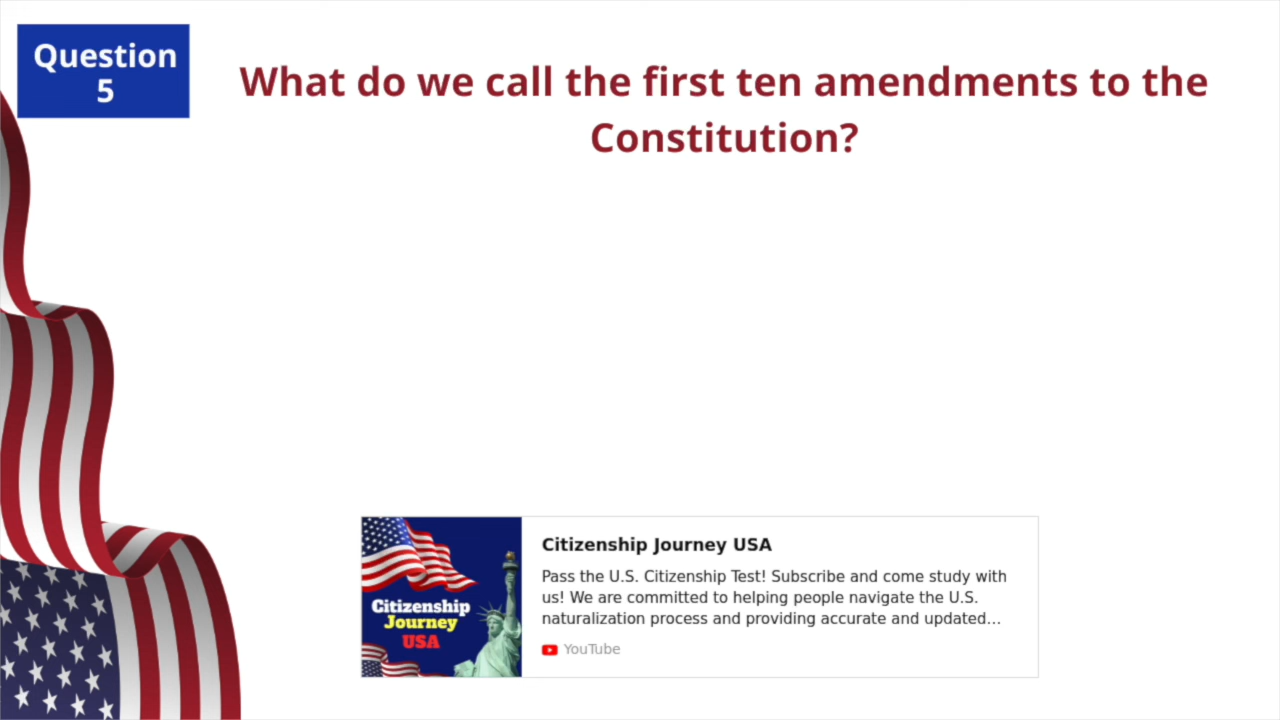 Question
5
What do we call the first ten amendments to the
Constitution?
Citizenship
Journey
USA
Citizenship Journey USA
Pass the U.S. Citizenship Test! Subscribe and come study with
us! We are committed to helping people navigate the U.S.
naturalization process and providing accurate and updated...
YouTube